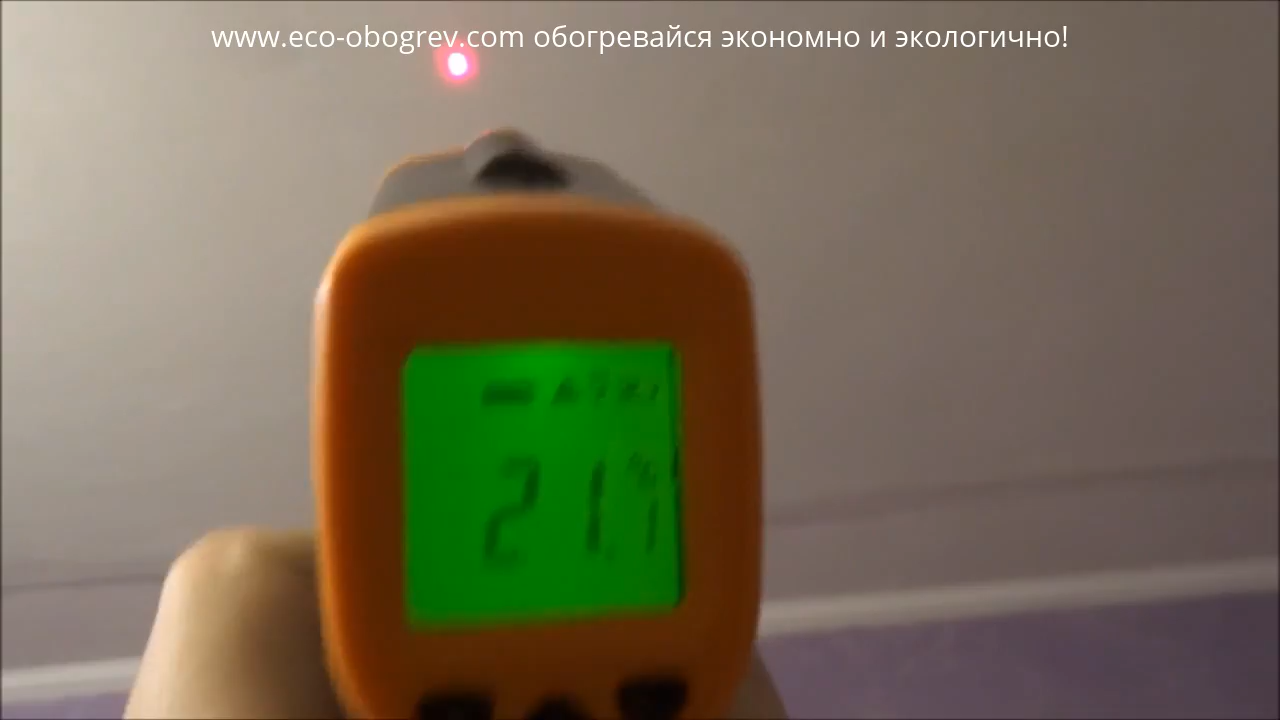 www.eco-obogrev.com обогревайся экономно и экологично!
21.1